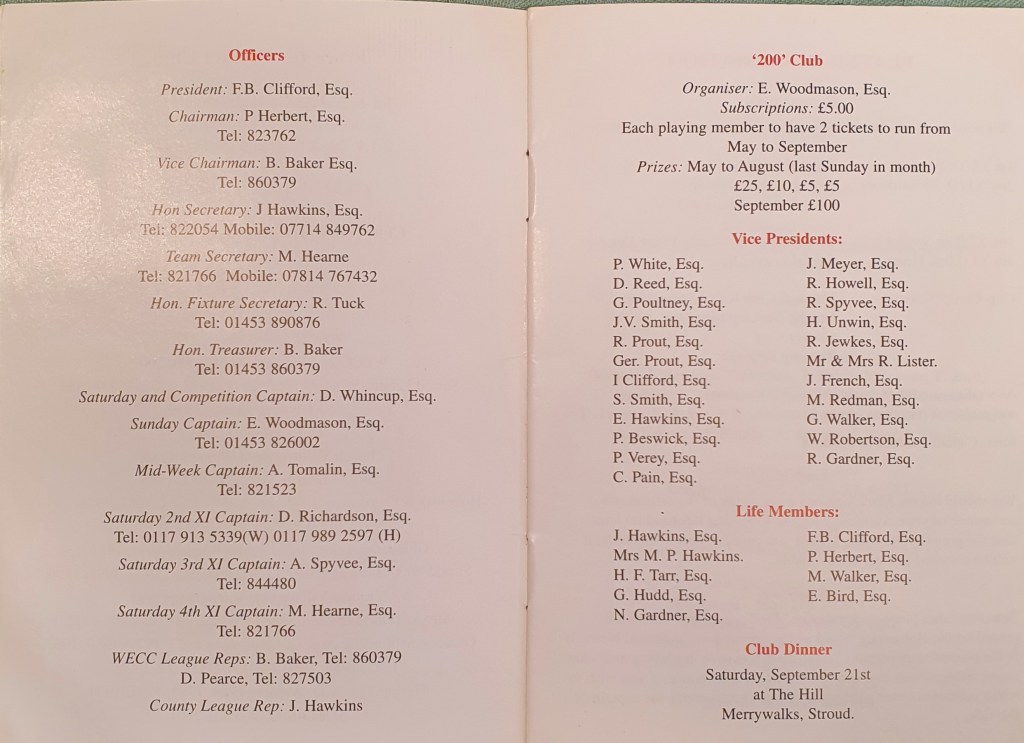 Officers
President: F.B. Clifford, Esq.
Chairman: P Herbert, Esq.
Tel: 823762
Vice Chairman: B. Baker Esq.
Tel: 860379
Hon Secretary: J Hawkins, Esq.
Tel: 822054 Mobile: 07714 849762
Team Secretary: M. Hearne
Tel: 821766 Mobile: 07814 767432
Hon. Fixture Secretary: R. Tuck
Tel: 01453 890876
Hon. Treasurer: B. Baker
Tel: 01453 860379
Saturday and Competition Captain: D. Whincup, Esq.
Sunday Captain: E. Woodmason, Esq.
Tel: 01453 826002
Mid-Week Captain: A. Tomalin, Esq.
Tel: 821523
Saturday 2nd XI Captain: D. Richardson, Esq.
Tel: 0117 913 5339(W) 0117 989 2597 (H)
Saturday 3rd XI Captain: A. Spyvee, Esq.
Tel: 844480
Saturday 4th XI Captain: M. Hearne, Esq.
Tel: 821766
WECC League Reps: B. Baker, Tel: 860379
D. Pearce, Tel: 827503
County League Rep: J. Hawkins
‘200’ Club
Organiser: E. Woodmason, Esq.
Subscriptions: £5.00
Each playing member to have 2 tickets to run from
May to September
Prizes: May to August (last Sunday in month)
£25, £10, £5, £5
September £100
Vice Presidents:
P. White, Esq.
D. Reed, Esq.
G. Poultney, Esq.
J.V. Smith, Esq.
R. Prout, Esq.
Ger. Prout, Esq.
I Clifford, Esq.
S. Smith, Esq.
E. Hawkins, Esq.
P. Beswick, Esq.
P. Verey, Esq.
C. Pain, Esq.
J. Meyer, Esq.
R. Howell, Esq.
R. Spyvee, Esq.
H. Unwin, Esq.
R. Jewkes, Esq.
Mr & Mrs R. Lister.
J. French, Esq.
M. Redman, Esq.
G. Walker, Esq.
W. Robertson, Esq.
R. Gardner, Esq.
Life Members:
J. Hawkins, Esq.
Mrs M. P. Hawkins.
H. F. Tarr, Esq.
G. Hudd, Esq.
N. Gardner, Esq.
F.B. Clifford, Esq.
P. Herbert, Esq.
M. Walker, Esq.
E. Bird, Esq.
Club Dinner
Saturday, September 21st
at The Hill
Merrywalks, Stroud.